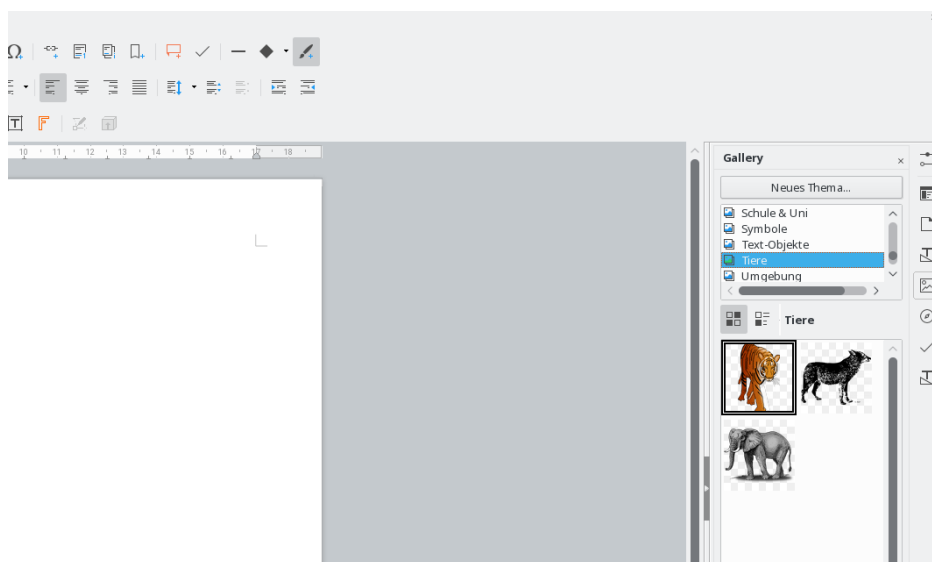 10 11 12 13 14 15 16 17 18
Gallery
Neues Thema...
Schule & Uni
Symbole
Text-Objekte
Tiere
Umgebung
Tiere